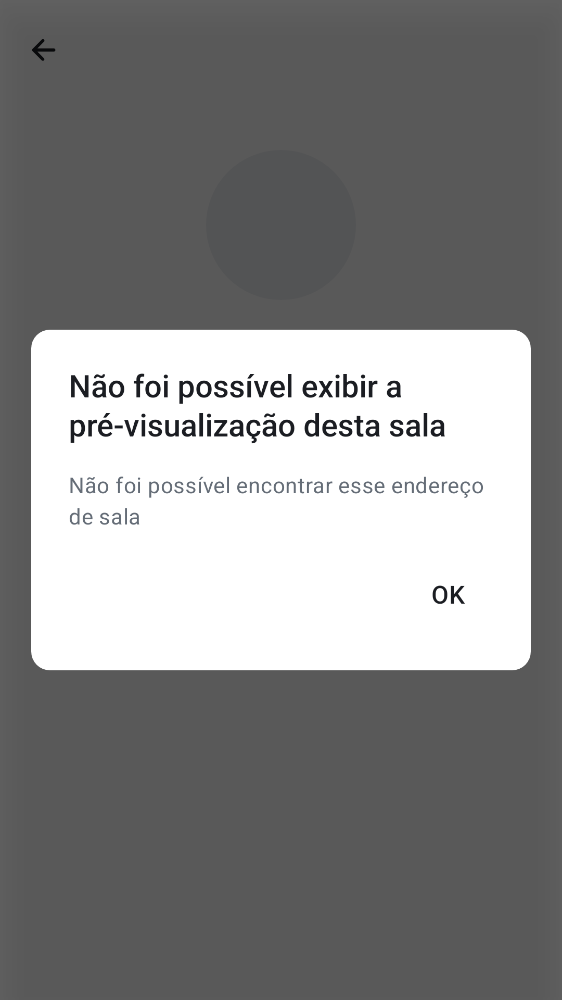 Não foi possível exibir a
pré-visualização desta sala
Não foi possível encontrar esse endereço
de sala
OK